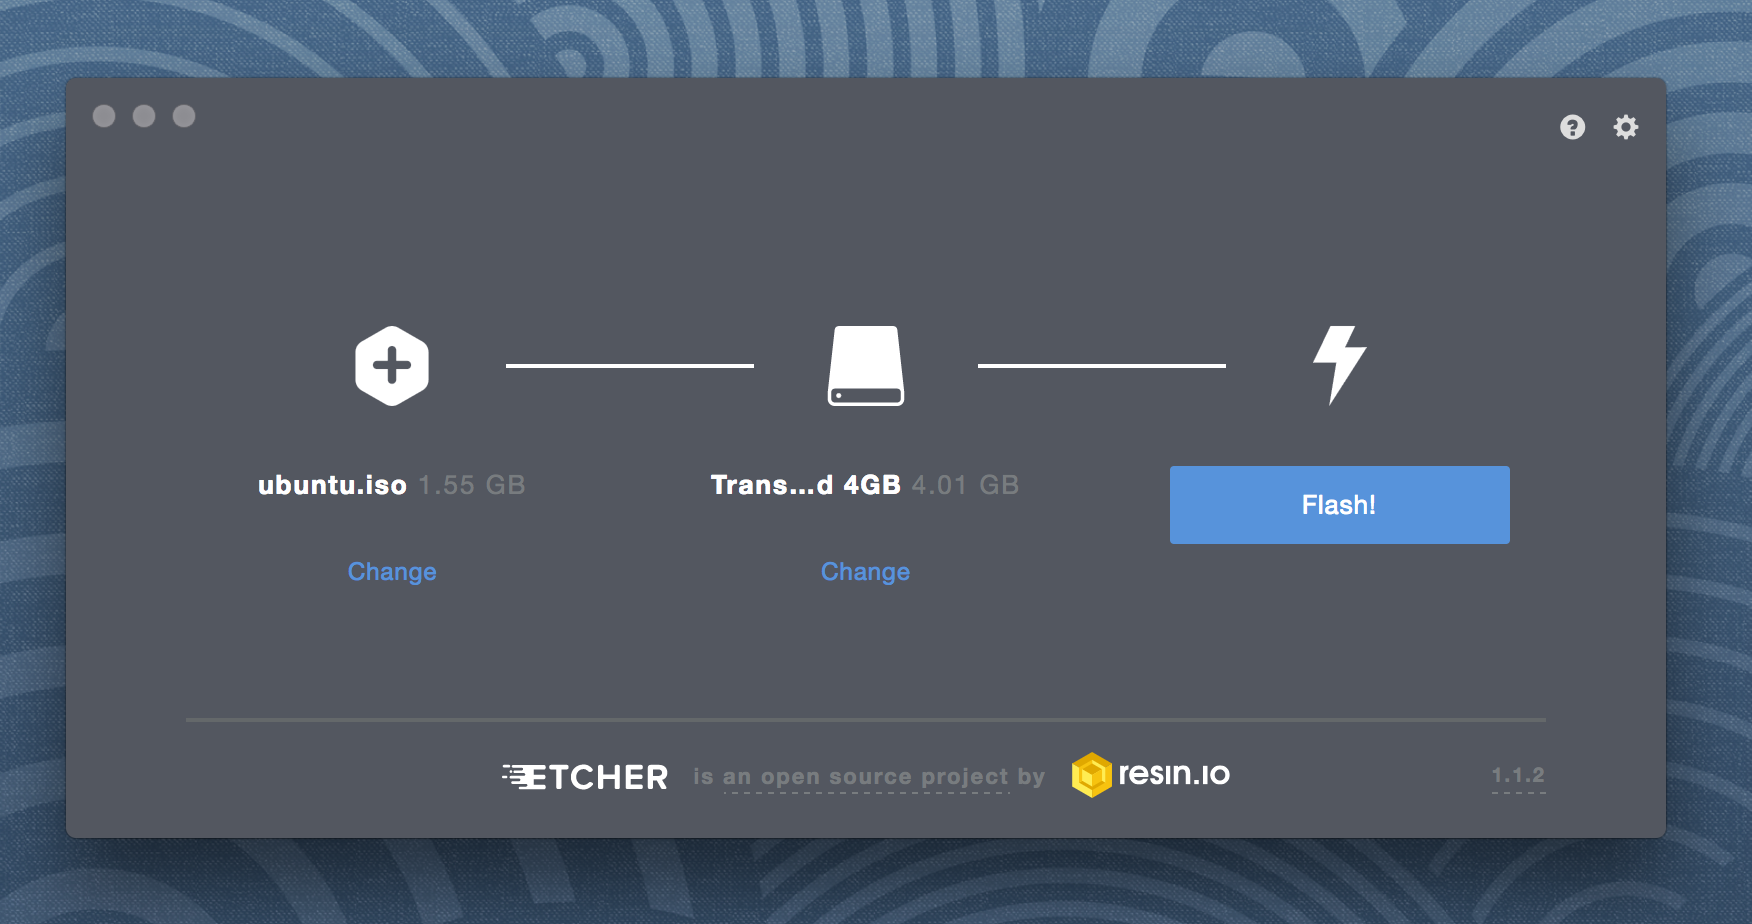 ubuntu.iso 1.55 GB
Trans...d 4GB 4.01 GB
Flash!
Change
Change
ETCHER is an open source project by resin.io
1.1.2